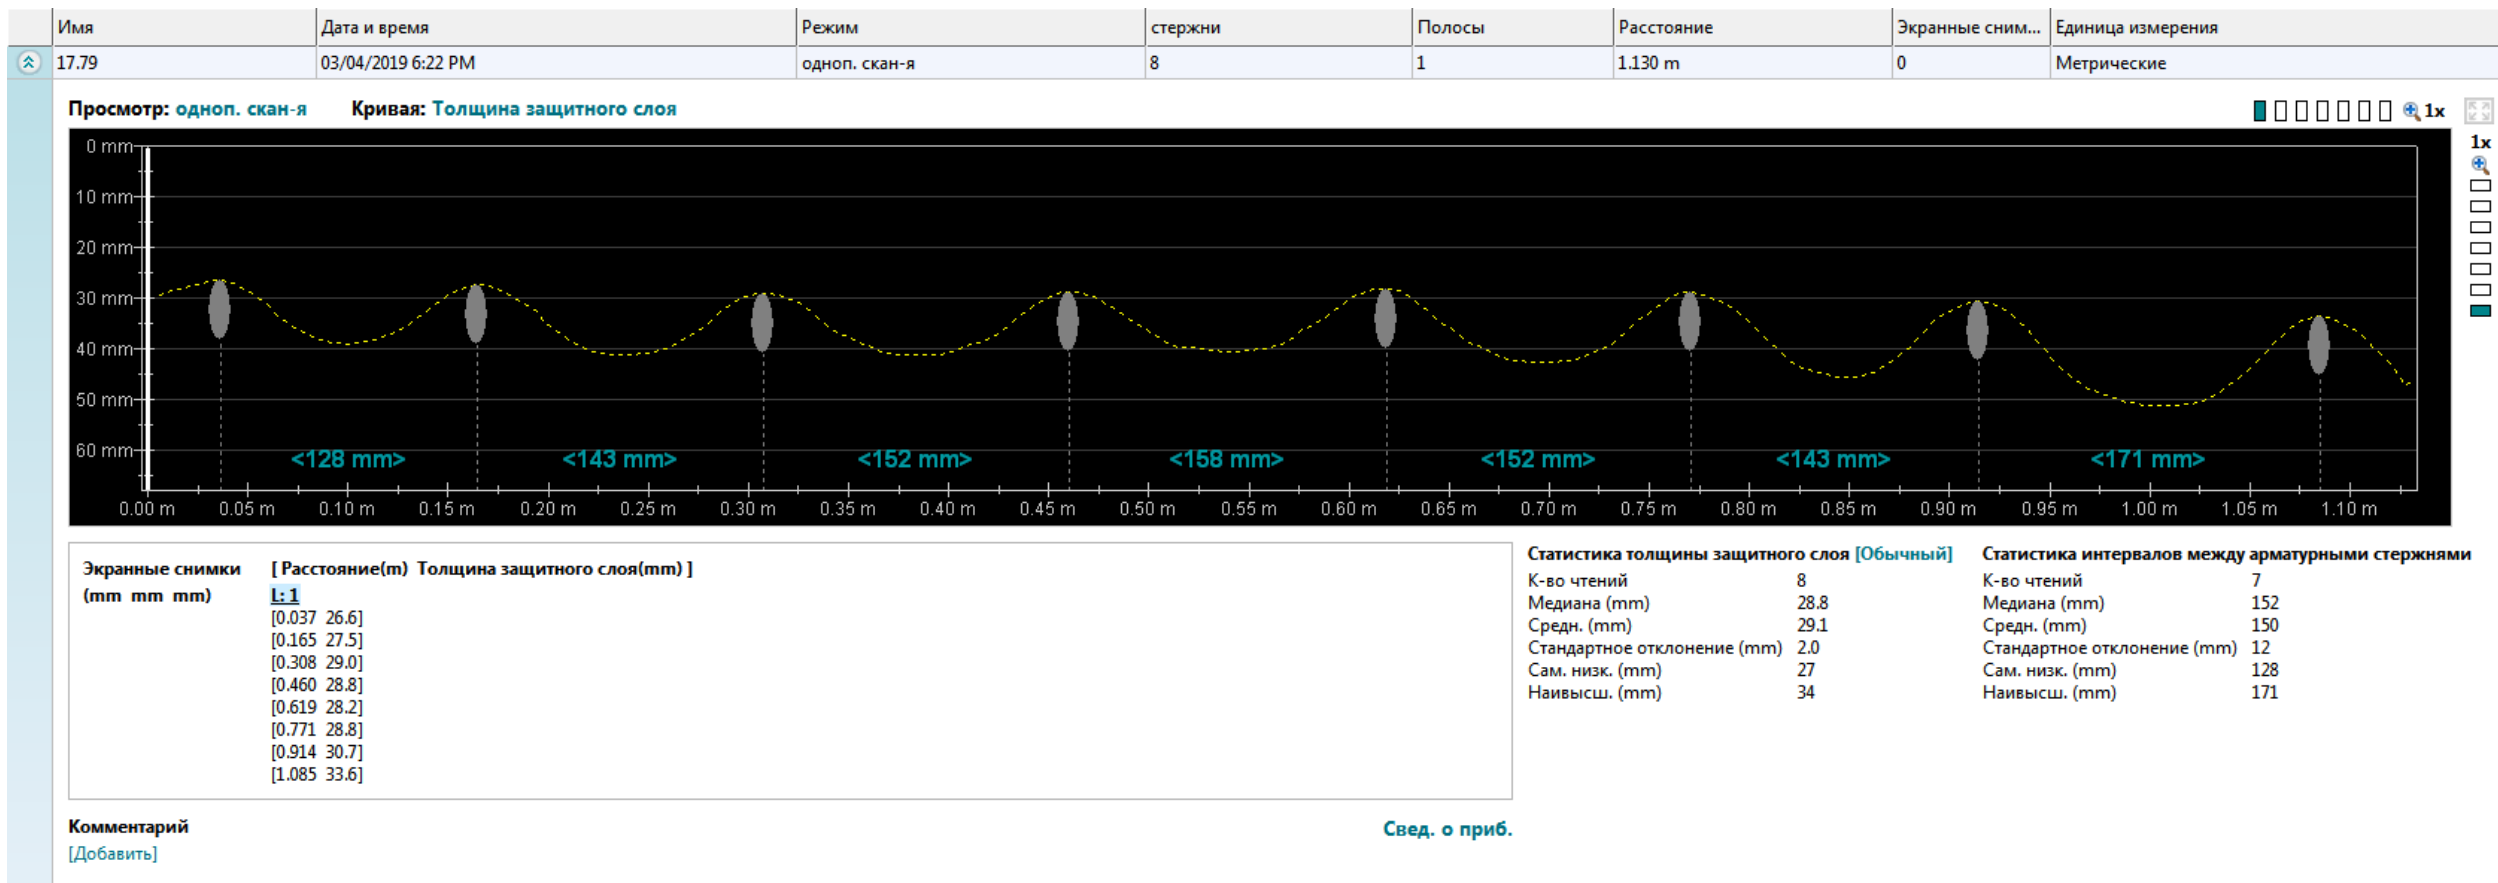 Имя Дата и время Режим стержни Полосы Расстояние Экранные сним... Единица измерения
17.79 03/04/2019 6:22 PM одноп. скан-я 8 1 1.130 m 0 Метрические
Просмотр: одноп. скан-я Кривая: Толщина защитного слоя 1x
1x
0 mm
10 mm
20 mm
30 mm
40 mm
50 mm
60 mm
<128 mm> <143 mm> <152 mm> <158 mm> <152 mm> <143 mm> <171 mm>
0.00 m 0.05 m 0.10 m 0.15 m 0.20 m 0.25 m 0.30 m 0.35 m 0.40 m 0.45 m 0.50 m 0.55 m 0.60 m 0.65 m 0.70 m 0.75 m 0.80 m 0.85 m 0.90 m 0.95 m 1.00 m 1.05 m 1.10 m
Экранные снимки [ Расстояние(m) Толщина защитного слоя(mm) ]
(mm mm mm) L: 1
[0.037 26.6]
[0.165 27.5]
[0.308 29.0]
[0.460 28.8]
[0.619 28.2]
[0.771 28.8]
[0.914 30.7]
[1.085 33.6]
Статистика толщины защитного слоя [Обычный]
К-во чтений 8
Медиана (mm) 28.8
Средн. (mm) 29.1
Стандартное отклонение (mm) 2.0
Сам. низк. (mm) 27
Наивысш. (mm) 34
Статистика интервалов между арматурными стержнями
К-во чтений 7
Медиана (mm) 152
Средн. (mm) 150
Стандартное отклонение (mm) 12
Сам. низк. (mm) 128
Наивысш. (mm) 171
Комментарий Свед. о приб.
[Добавить]